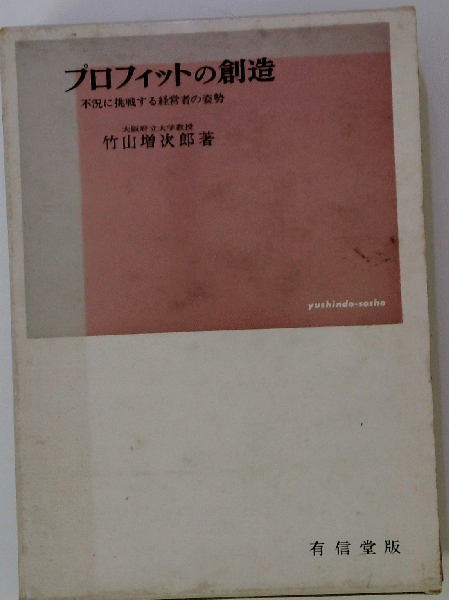 プロフィットの創造
不況に挑戦する経営者の姿勢
大阪府立大学教授
竹山増次郎著
yushindo-sosho
有信堂版